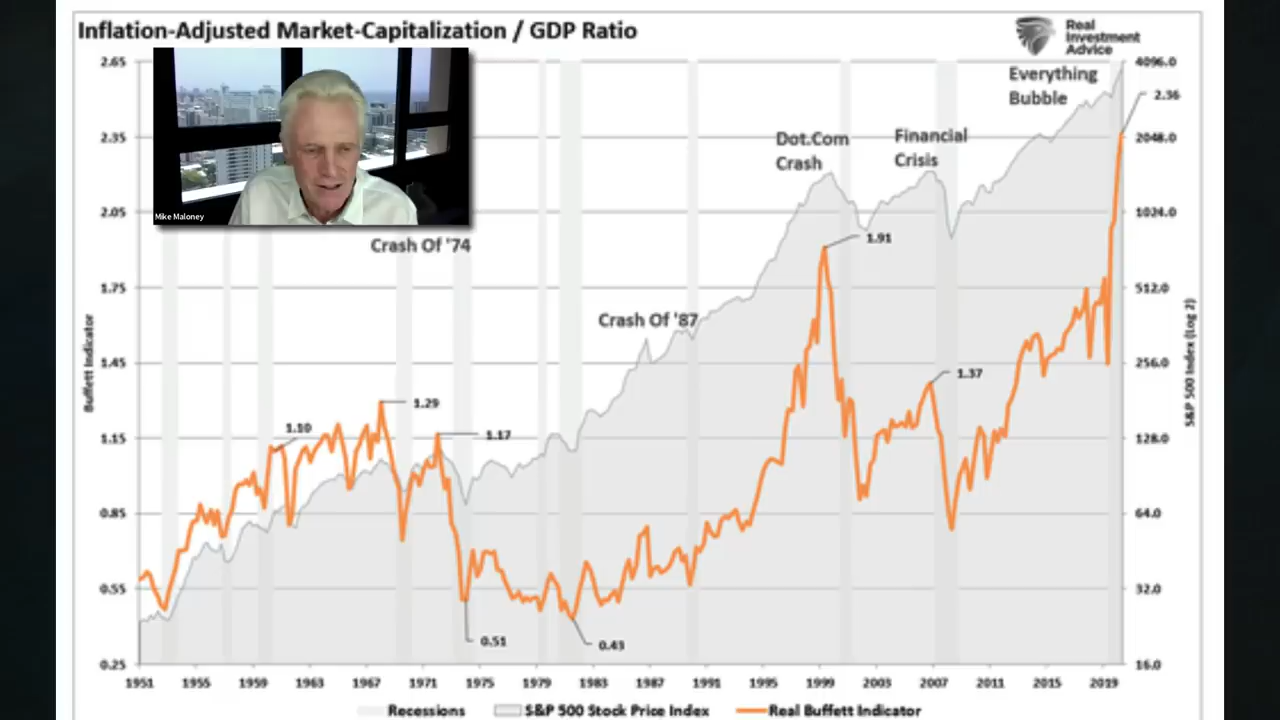 Inflation-Adjusted Market-Capitalization / GDP Ratio
Real
Investment
Advice
2.65
2.35
2.05
1.75
1.45
1.15
0.85
0.55
0.25
Buffett Indicator
Mike Maloney
Crash Of '74
Crash Of '87
Dot.Com
Crash
Financial
Crisis
Everything
Bubble
1.10
1.29
1.17
0.51
0.43
1.91
1.37
2.36
4096.0
2048.0
1024.0
512.0
256.0
128.0
64.0
32.0
16.0
S&P 500 Index (Log 2)
1951 1955 1959 1963 1967 1971 1975 1979 1983 1987 1991 1995 1999 2003 2007 2011 2015 2019
Recessions S&P 500 Stock Price Index Real Buffett Indicator